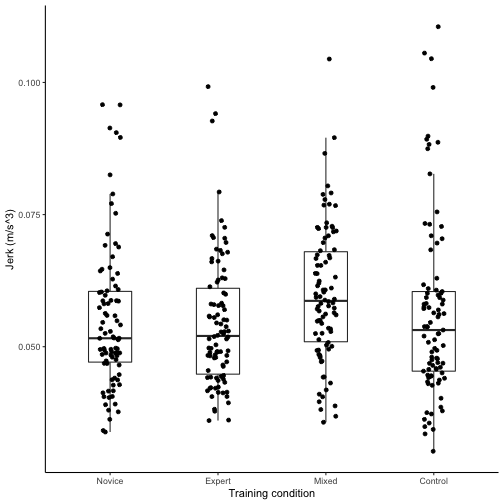 0.100
0.075
0.050
Jerk (m/s^3)
Novice Expert Mixed Control
Training condition